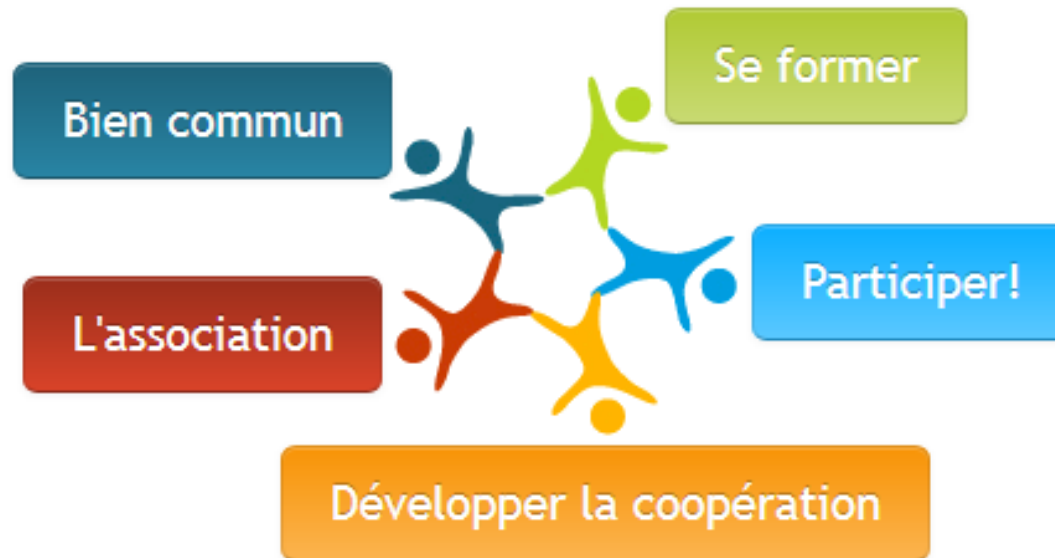 Se former
Bien commun
Participer!
L'association
Développer la coopération